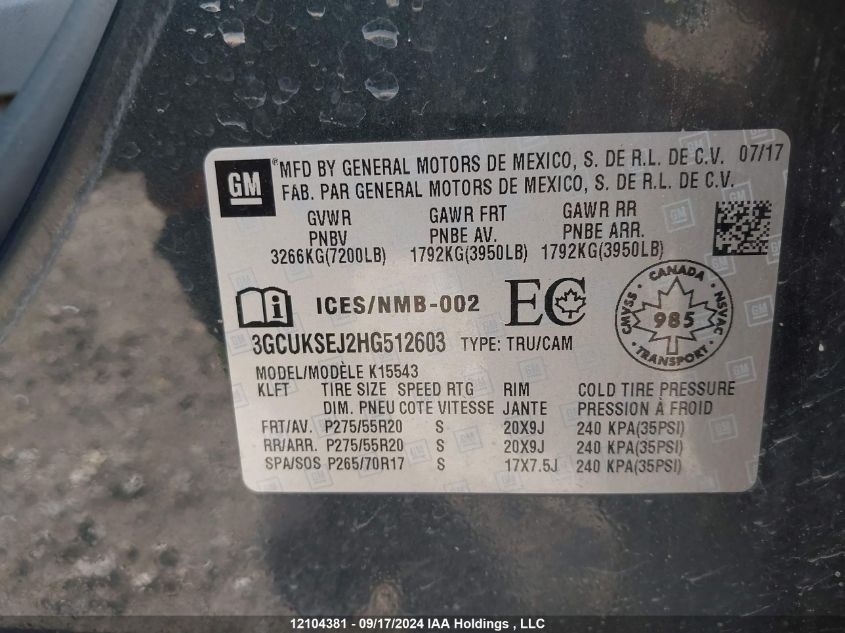 GM
MFD BY GENERAL MOTORS DE MEXICO, S. DE R.L. DE C.V. 07/17
FAB. PAR GENERAL MOTORS DE MEXICO, S. DE R.L. DE C.V.
GVWR GAWR FRT GAWR RR
PNBV PNBE AV. PNBE ARR.
3266KG(7200LB) 1792KG(3950LB) 1792KG(3950LB)
ICES/NMB-002 EC
CANADA
CMVSS 985 NSVAC
TRANSPORT
3GCUKSEJ2HG512603 TYPE: TRU/CAM
MODEL/MODÈLE K15543
KLFT TIRE SIZE SPEED RTG RIM COLD TIRE PRESSURE
DIM. PNEU COTE VITESSE JANTE PRESSION À FROID
FRT/AV. P275/55R20 S 20X9J 240 KPA(35PSI)
RR/ARR. P275/55R20 S 20X9J 240 KPA(35PSI)
SPA/SOS P265/70R17 S 17X7.5J 240 KPA(35PSI)
12104381 - 09/17/2024 IAA Holdings , LLC